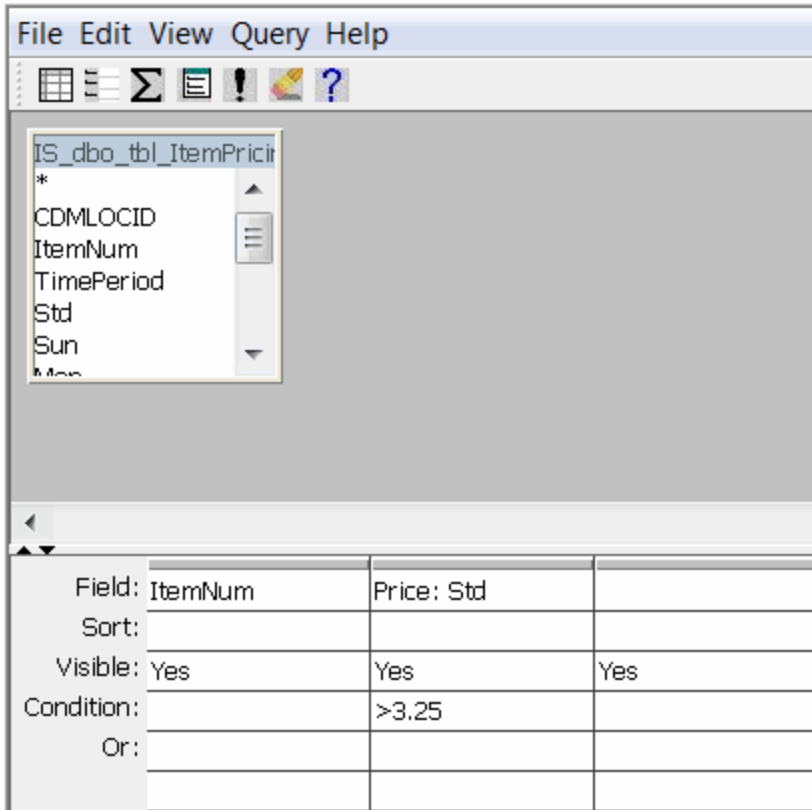 File Edit View Query Help
Σ ! ?
IS_dbo_tbl_ItemPricin
*
CDMLOCID
ItemNum
TimePeriod
Std
Sun
Mon
Field: ItemNum Price: Std
Sort:
Visible: Yes Yes Yes
Condition: >3.25
Or: